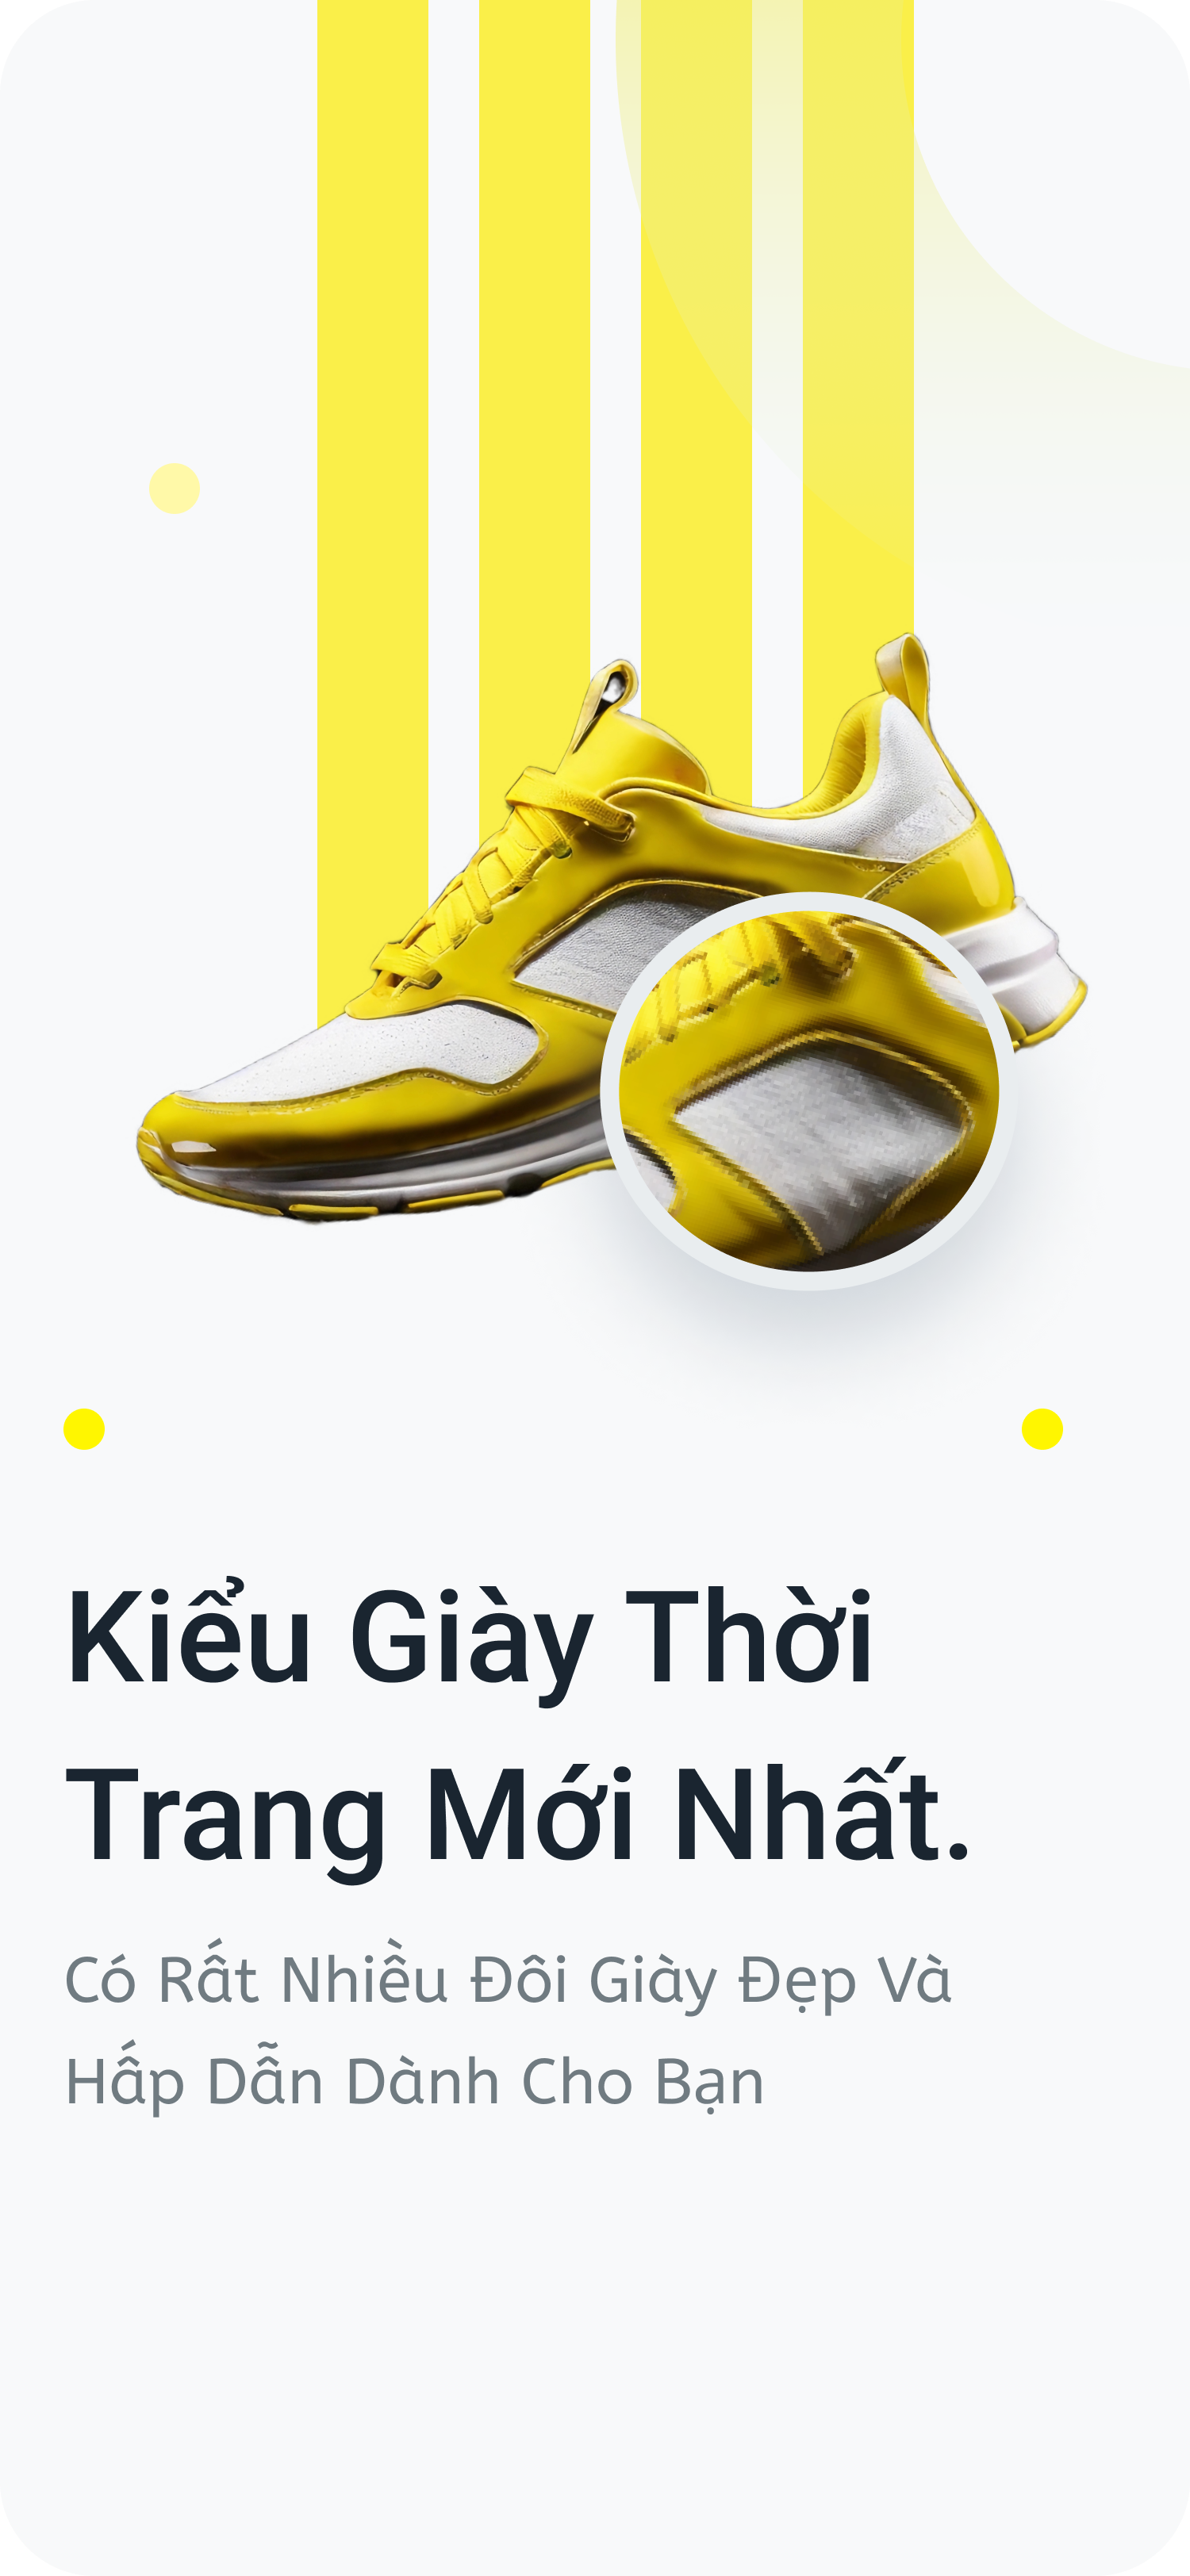 Kiểu Giày Thời
Trang Mới Nhất.
Có Rất Nhiều Đôi Giày Đẹp Và
Hấp Dẫn Dành Cho Bạn